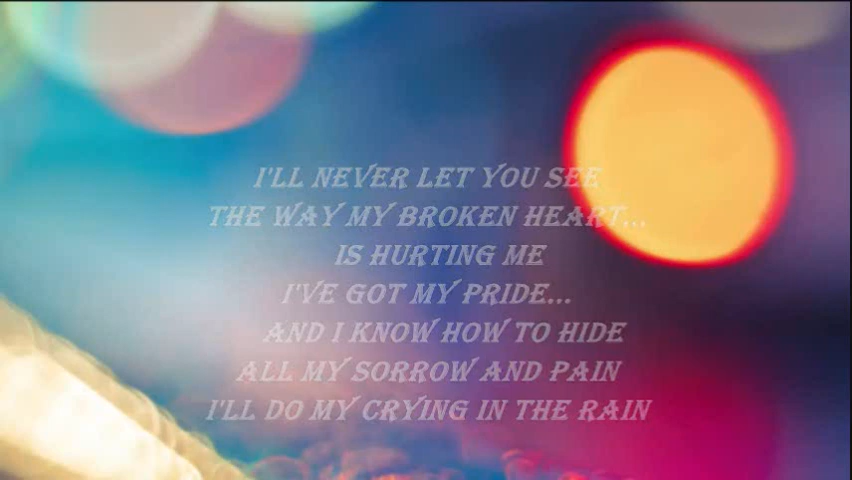 I'LL NEVER LET YOU SEE
THE WAY MY BROKEN HEART...
IS HURTING ME
I'VE GOT MY PRIDE...
AND I KNOW HOW TO HIDE
ALL MY SORROW AND PAIN
I'LL DO MY CRYING IN THE RAIN